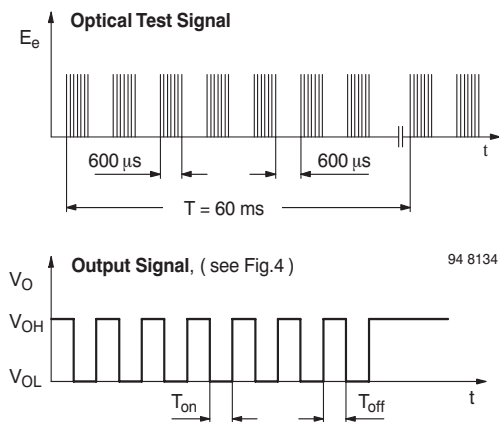 Optical Test Signal
Ee
t
600 μs
600 μs
T = 60 ms
94 8134
Output Signal, ( see Fig.4 )
VO
VOH
VOL
Ton
Toff
t